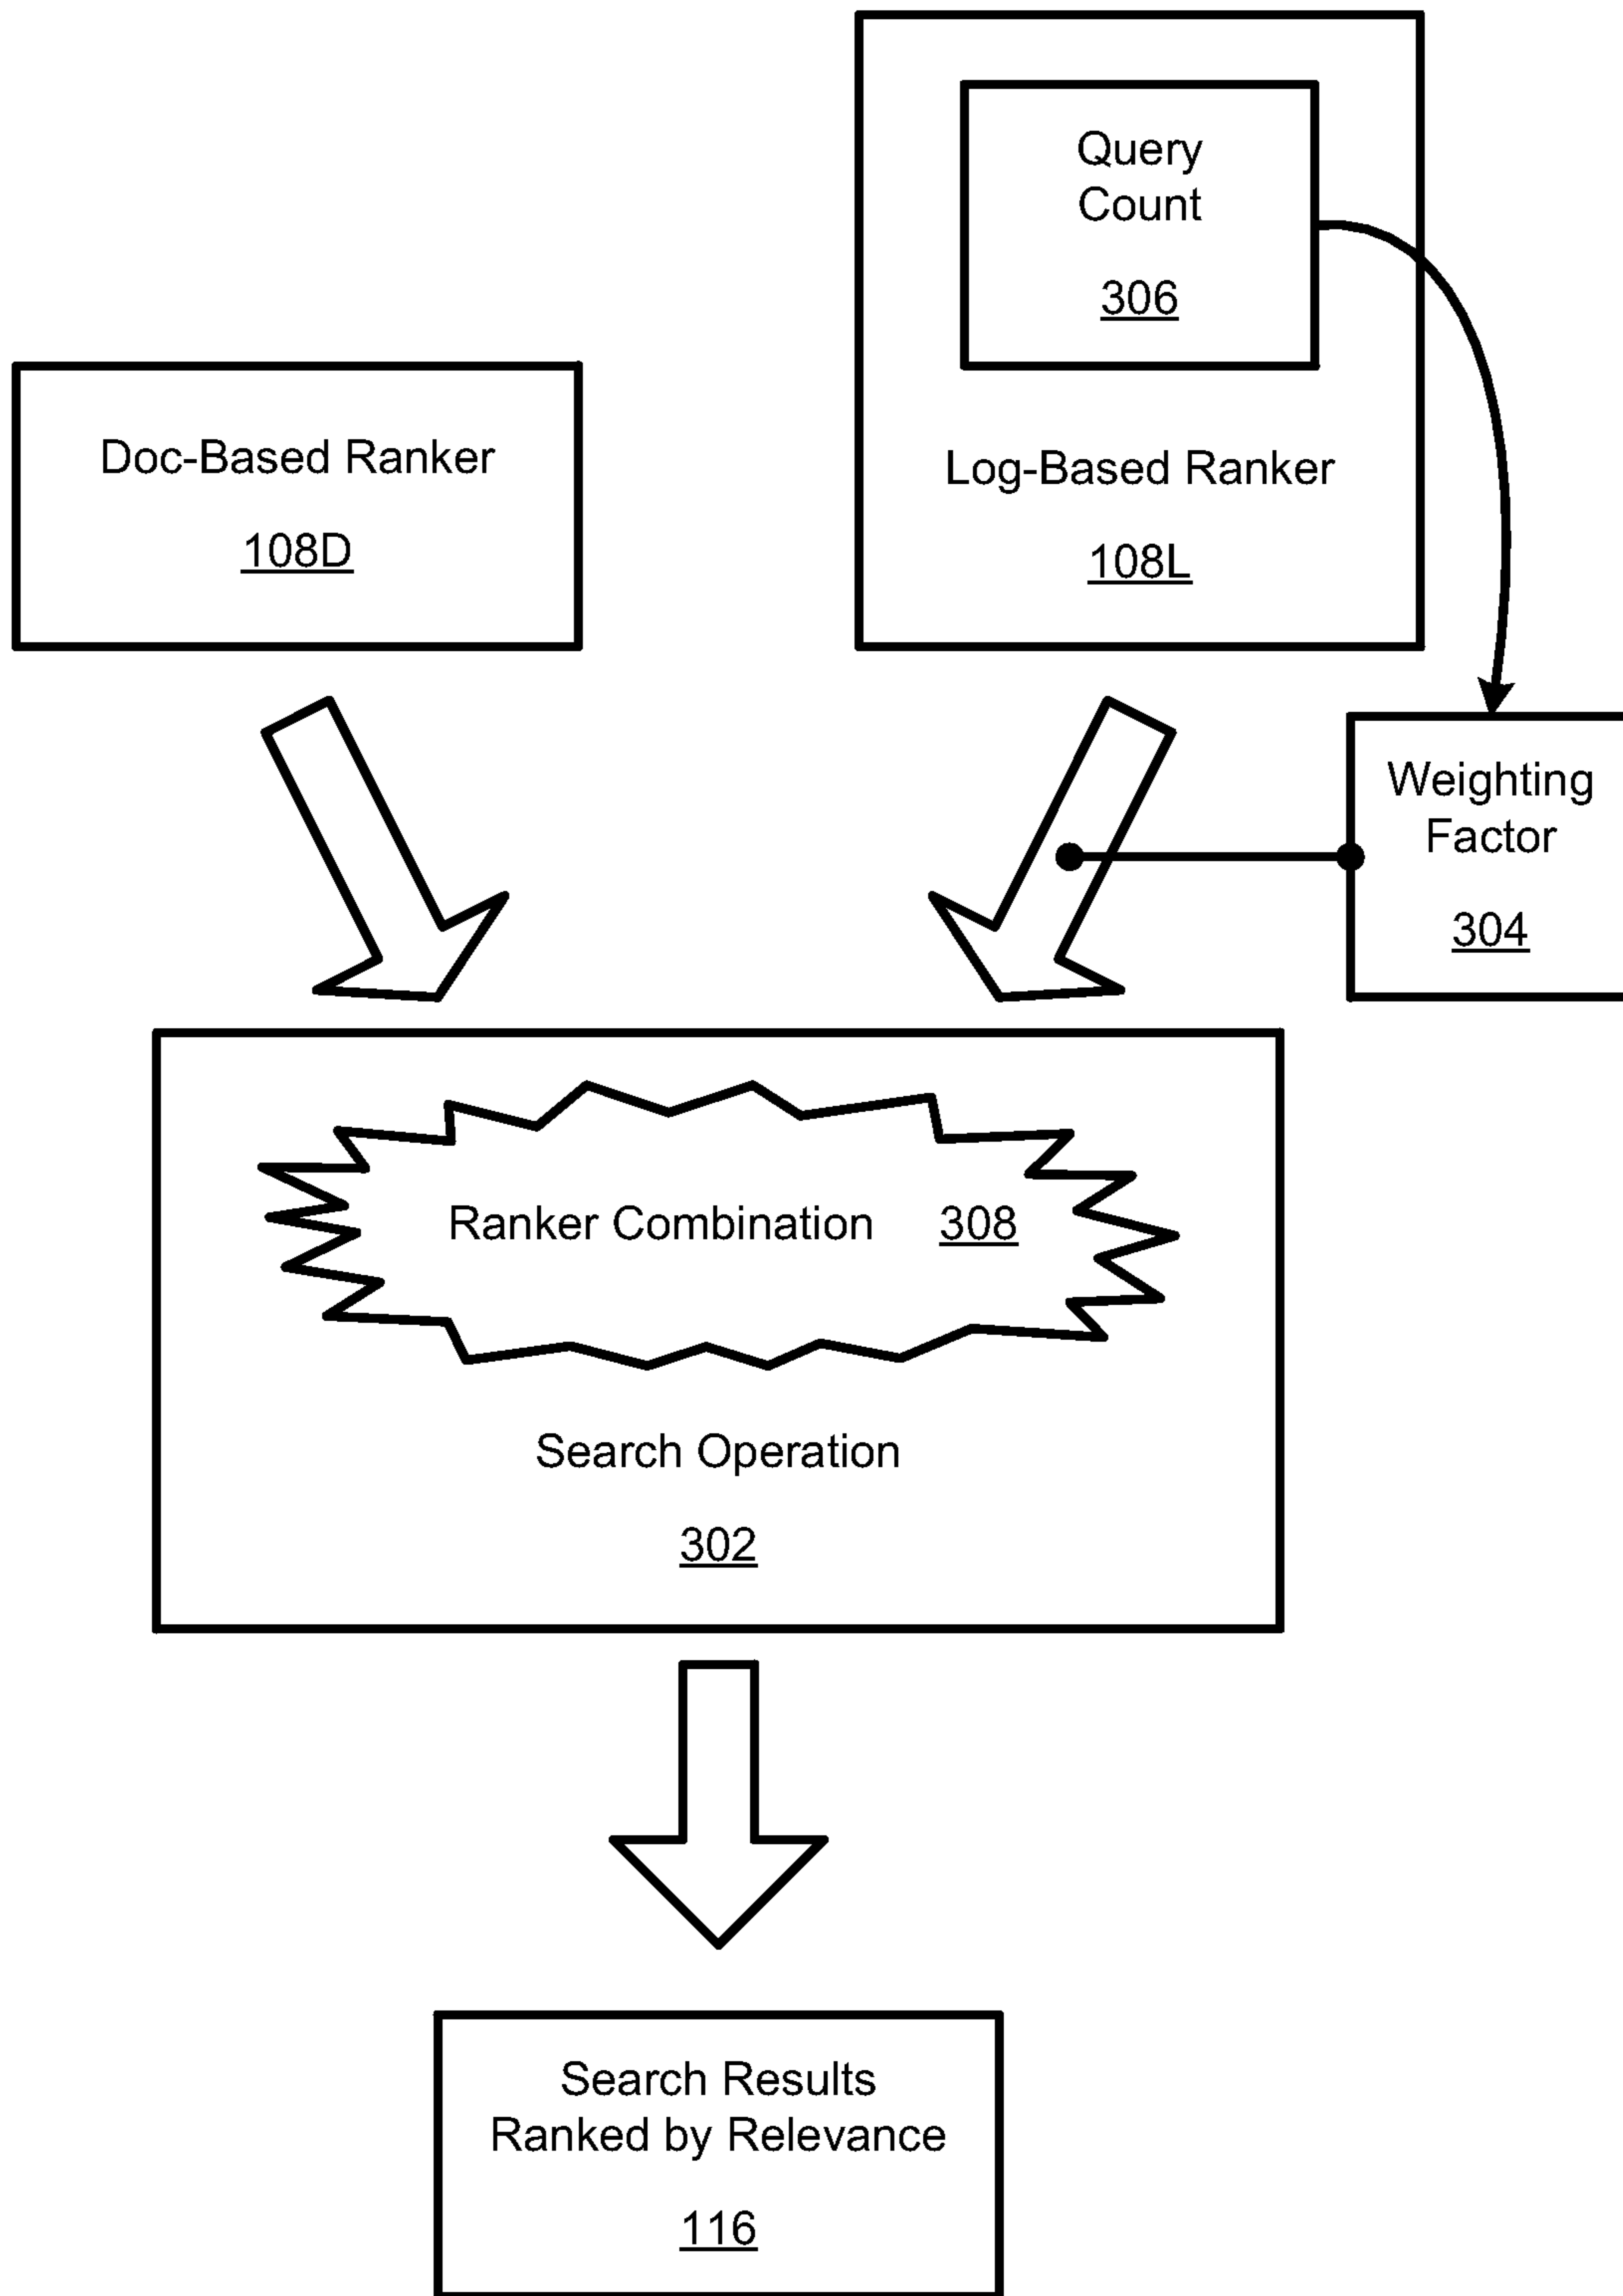 Query
Count
306
Doc-Based Ranker
108D
Log-Based Ranker
108L
Weighting
Factor
304
Ranker Combination 308
Search Operation
302
Search Results
Ranked by Relevance
116